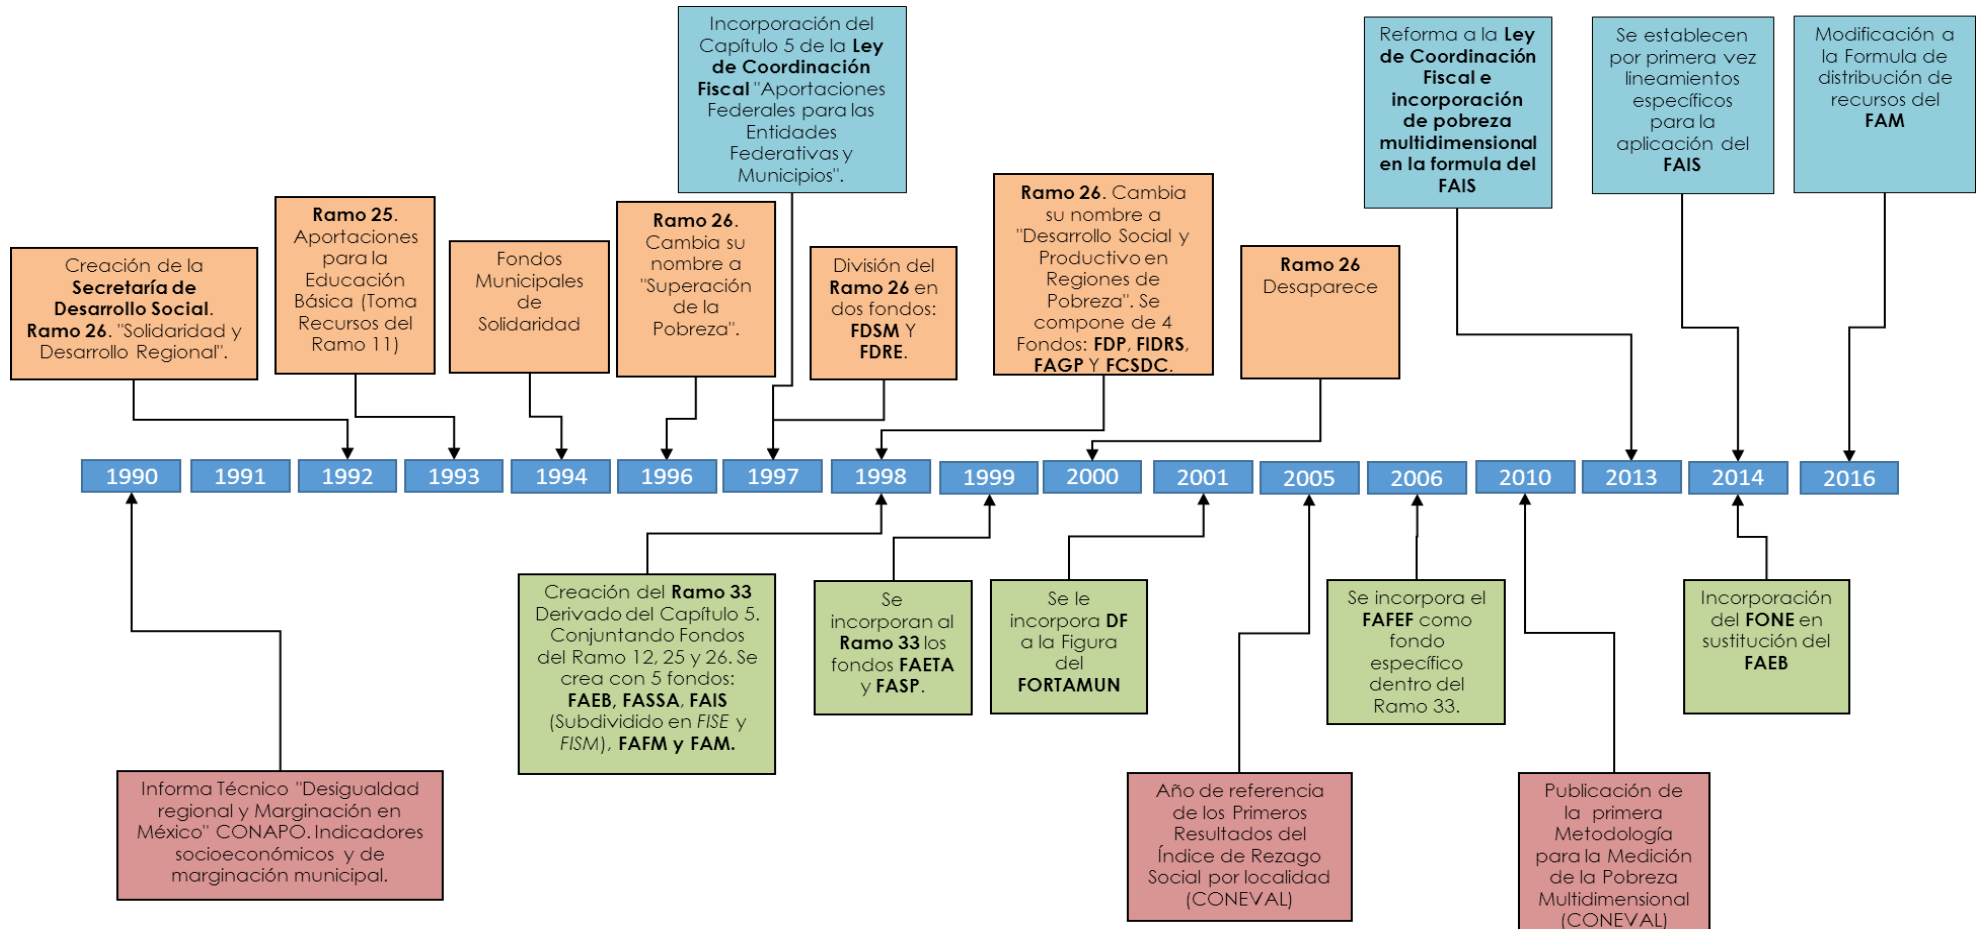 Incorporación del
Capítulo 5 de la Ley
de Coordinación
Fiscal "Aportaciones
Federales para las
Entidades
Federativas y
Municipios".
Reforma a la Ley
de Coordinación
Fiscal e
incorporación
de pobreza
multidimensional
en la formula del
FAIS
Se establecen
por primera vez
lineamientos
específicos
para la
aplicación del
FAIS
Modificación a
la Formula de
distribución de
recursos del
FAM
Creación de la
Secretaría de
Desarrollo Social.
Ramo 26. "Solidaridad y
Desarrollo Regional".
Ramo 25.
Aportaciones
para la
Educación
Básica (Toma
Recursos del
Ramo 11)
Fondos
Municipales
de
Solidaridad
Ramo 26.
Cambia su
nombre a
"Superación
de la
Pobreza".
División del
Ramo 26 en
dos fondos:
FDSM Y
FDRE.
Ramo 26. Cambia
su nombre a
"Desarrollo Social y
Productivo en
Regiones de
Pobreza". Se
compone de 4
Fondos: FDP, FIDRS,
FAGP Y FCSDC.
Ramo 26
Desaparece
1990
1991
1992
1993
1994
1996
1997
1998
1999
2000
2001
2005
2006
2010
2013
2014
2016
Creación del Ramo 33
Derivado del Capítulo 5.
Conjuntando Fondos
del Ramo 12, 25 y 26. Se
crea con 5 fondos:
FAEB, FASSA, FAIS
(Subdividido en FISE y
FISM), FAFM y FAM.
Se
incorporan al
Ramo 33 los
fondos FAETA
y FASP.
Se le
incorpora DF
a la Figura
del
FORTAMUN
Se incorpora el
FAFEF como
fondo
específico
dentro del
Ramo 33.
Incorporación
del FONE en
sustitución del
FAEB
Informa Técnico "Desigualdad
regional y Marginación en
México" CONAPO. Indicadores
socioeconómicos y de
marginación municipal.
Año de referencia
de los Primeros
Resultados del
Índice de Rezago
Social por localidad
(CONEVAL)
Publicación de
la primera
Metodología
para la Medición
de la Pobreza
Multidimensional
(CONEVAL)